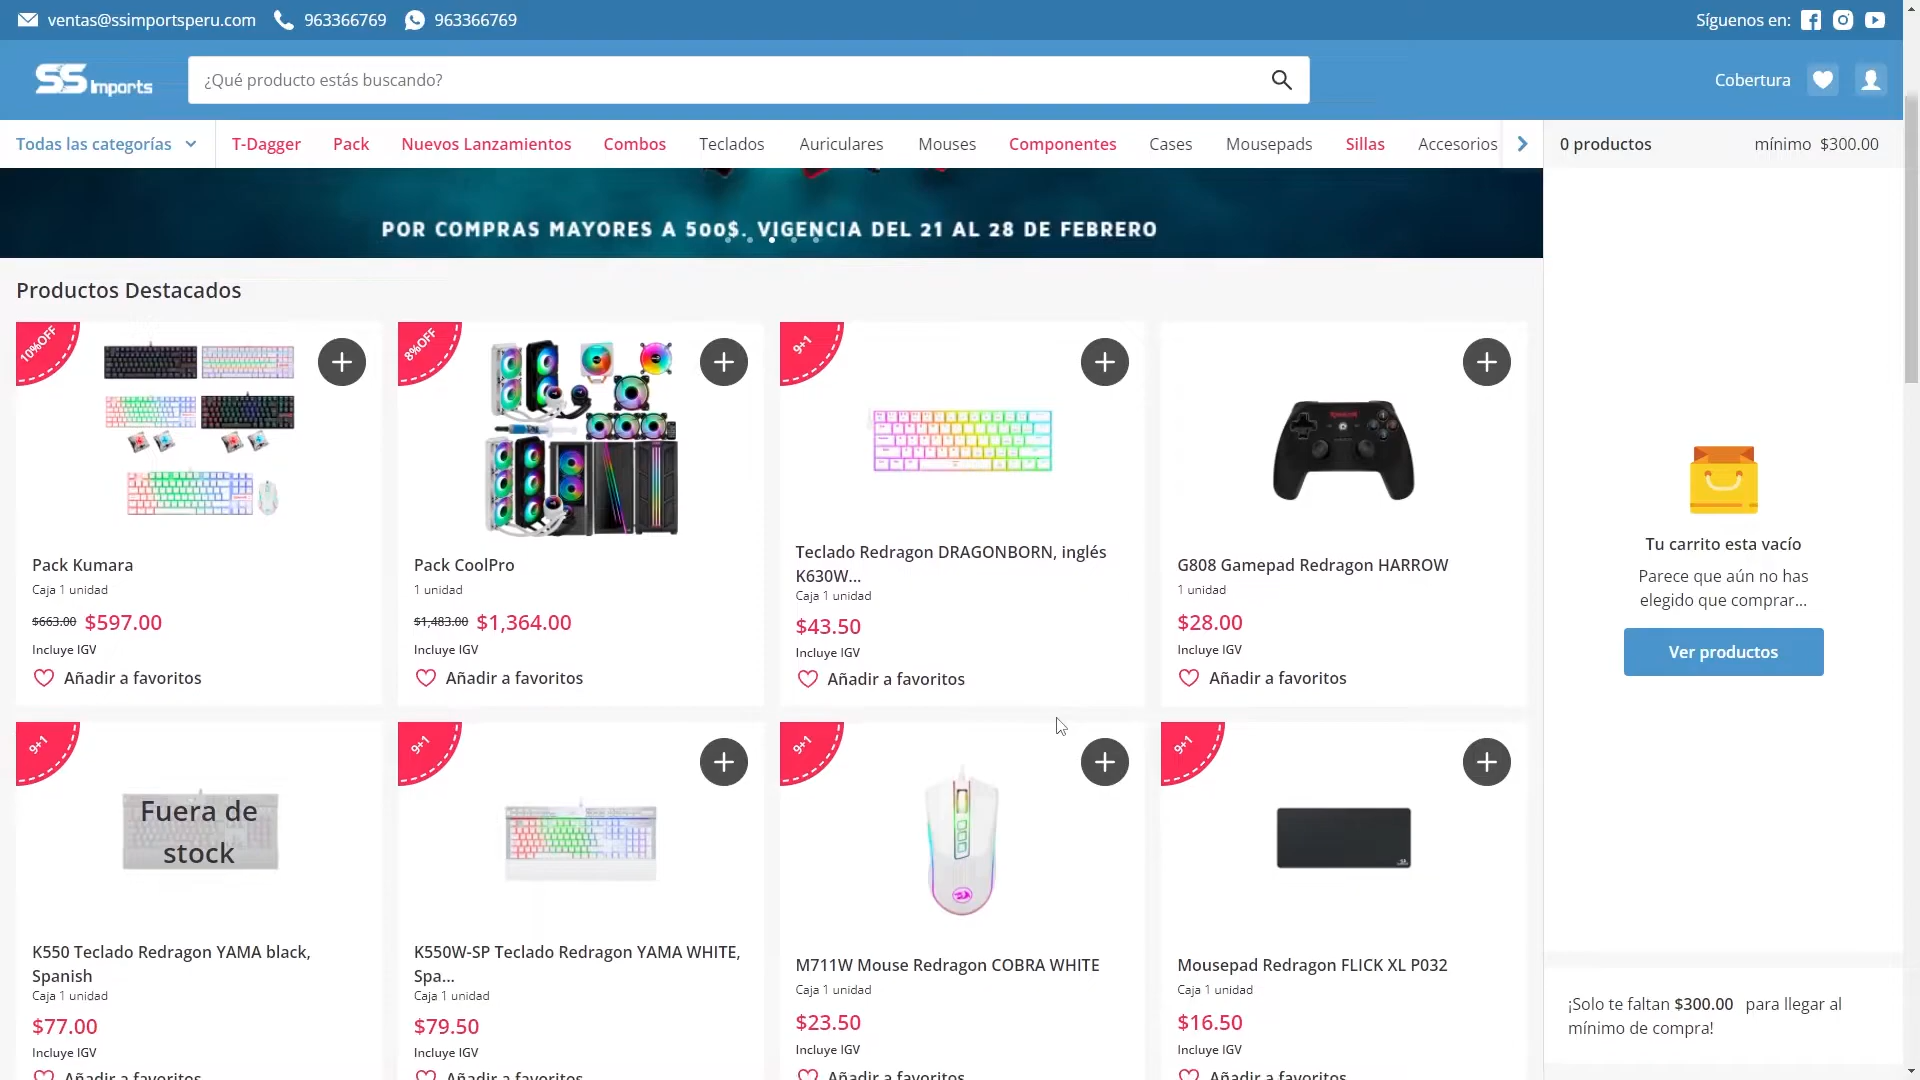 ventas@ssimportsperu.com 963366769 963366769 Síguenos en:
SS Imports ¿Qué producto estás buscando? Cobertura
Todas las categorías T-Dagger Pack Nuevos Lanzamientos Combos Teclados Auriculares Mouses Componentes Cases Mousepads Sillas Accesorios 0 productos mínimo $300.00
POR COMPRAS MAYORES A 500$. VIGENCIA DEL 21 AL 28 DE FEBRERO
Productos Destacados
10%OFF
Pack Kumara
Caja 1 unidad
$663.00 $597.00
Incluye IGV
Añadir a favoritos
8%OFF
Pack CoolPro
1 unidad
$1,483.00 $1,364.00
Incluye IGV
Añadir a favoritos
9+1
Teclado Redragon DRAGONBORN, inglés
K630W...
Caja 1 unidad
$43.50
Incluye IGV
Añadir a favoritos
G808 Gamepad Redragon HARROW
1 unidad
$28.00
Incluye IGV
Añadir a favoritos
9+1
Fuera de
stock
K550 Teclado Redragon YAMA black,
Spanish
Caja 1 unidad
$77.00
Incluye IGV
Añadir a favoritos
9+1
K550W-SP Teclado Redragon YAMA WHITE,
Spa...
Caja 1 unidad
$79.50
Incluye IGV
Añadir a favoritos
9+1
M711W Mouse Redragon COBRA WHITE
Caja 1 unidad
$23.50
Incluye IGV
Añadir a favoritos
9+1
Mousepad Redragon FLICK XL P032
Caja 1 unidad
$16.50
Incluye IGV
Añadir a favoritos
Tu carrito esta vacío
Parece que aún no has
elegido que comprar...
Ver productos
¡Solo te faltan $300.00 para llegar al
mínimo de compra!